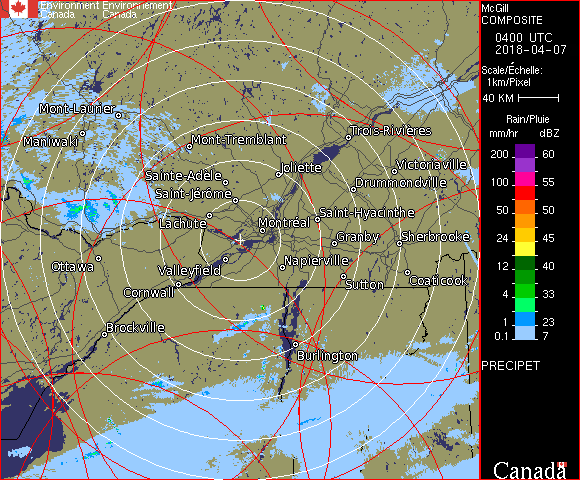 Environment Environnement
Canada Canada
McGill
COMPOSITE
0400 UTC
2018-04-07
Scale/Échelle:
1km/Pixel
40 KM
Rain/Pluie
mm/hr dBZ
200 60
100 55
50 50
24 45
12 40
4 33
1 23
0.1 7
PRECIPET
Canada
Mont-Laurier
Maniwaki
Mont-Tremblant
Trois-Rivières
Sainte-Adèle
Joliette
Victoriaville
Saint-Jérôme
Drummondville
Lachute
Montréal
Saint-Hyacinthe
Granby
Sherbrooke
Ottawa
Valleyfield
Napierville
Cornwall
Sutton
Coaticook
Brockville
Burlington